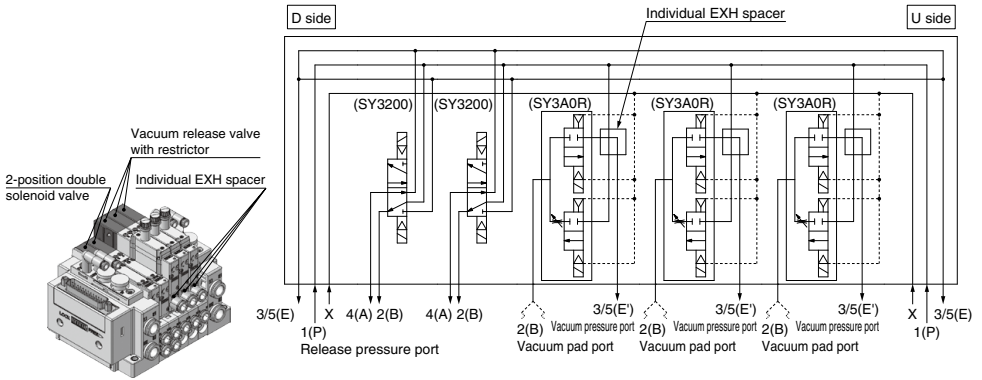 D side
Individual EXH spacer
U side
(SY3200)
(SY3200)
(SY3A0R)
(SY3A0R)
(SY3A0R)
Vacuum release valve
with restrictor
2-position double
solenoid valve
Individual EXH spacer
3/5(E)
1(P)
X
4(A) 2(B)
4(A) 2(B)
Release pressure port
3/5(E')
2(B) Vacuum pressure port
Vacuum pad port
3/5(E')
2(B) Vacuum pressure port
Vacuum pad port
3/5(E')
2(B) Vacuum pressure port
Vacuum pad port
X
1(P)
3/5(E)